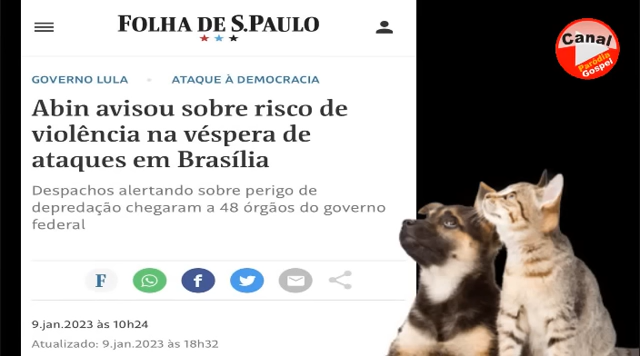 FOLHA DE S.PAULO
GOVERNO LULA
ATAQUE À DEMOCRACIA
Abin avisou sobre risco de
violência na véspera de
ataques em Brasília
Despachos alertando sobre perigo de
depredação chegaram a 48 órgãos do governo
federal
F
9.jan.2023 às 10h24
Atualizado: 9.jan.2023 às 18h32
Canal
Paródia
Gospel